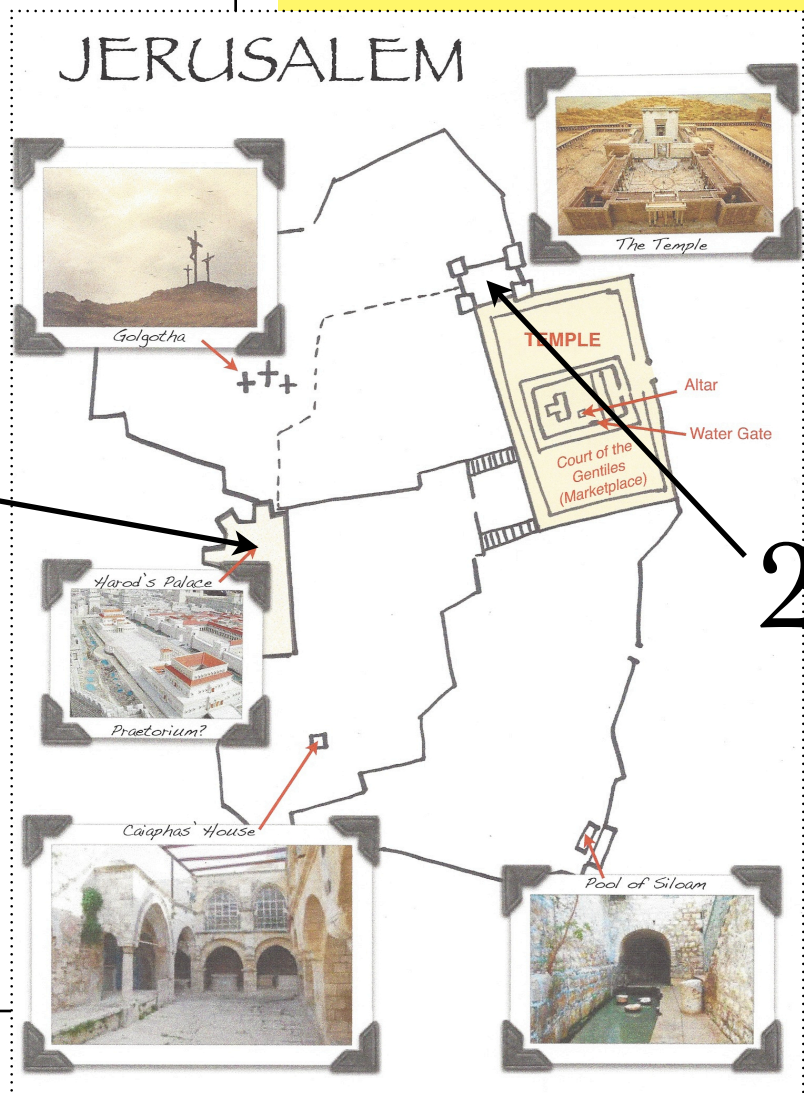 JERUSALEM
The Temple
Golgotha
TEMPLE
Altar
Water Gate
Court of the
Gentiles
(Marketplace)
2
Harod's Palace
Praetorium?
Caiaphas' House
Pool of Siloam